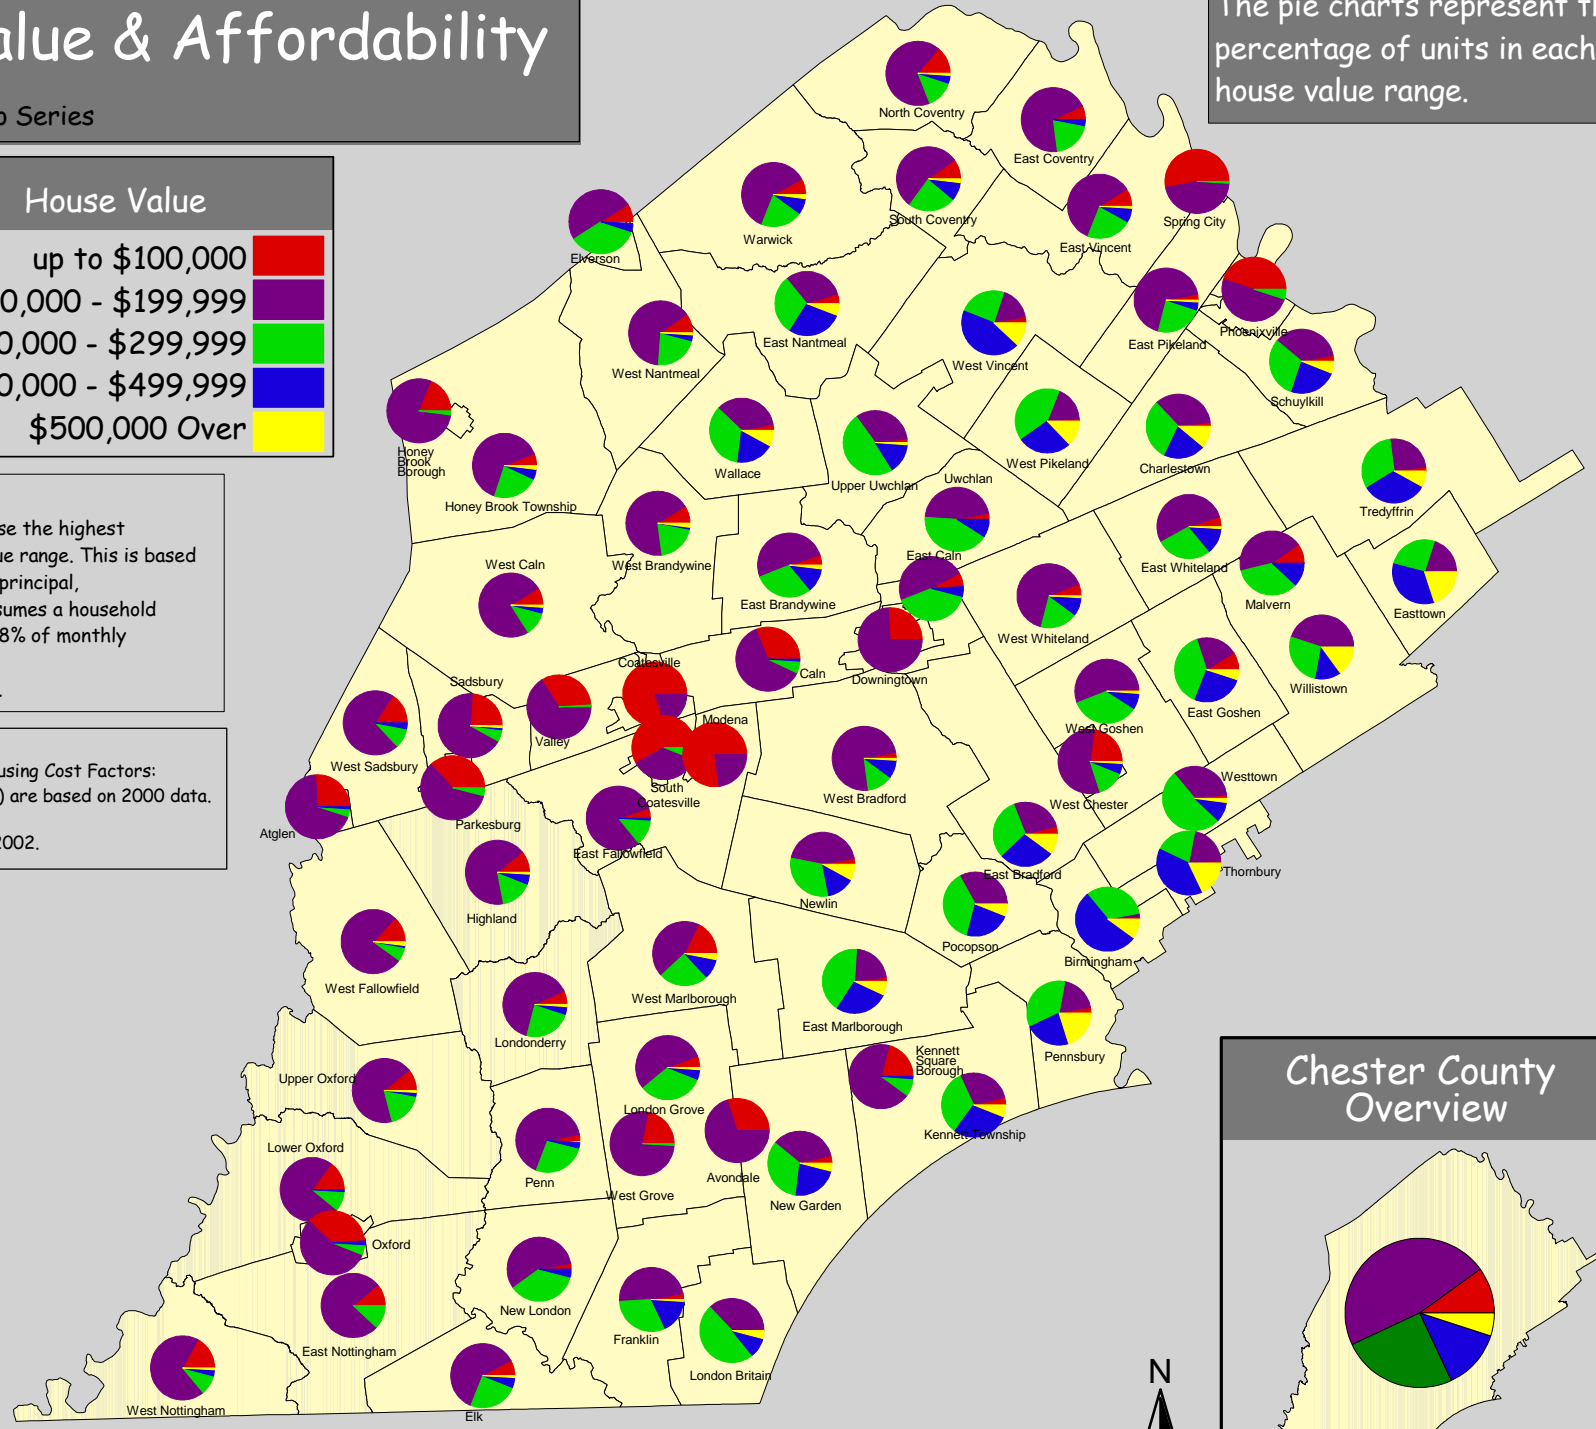 alue & Affordability
p Series
The pie charts represent th
percentage of units in each
house value range.
House Value
up to $100,000
0,000 - $199,999
0,000 - $299,999
0,000 - $499,999
$500,000 Over
se the highest
ue range. This is based
principal,
sumes a household
8% of monthly
.
using Cost Factors:
) are based on 2000 data.
2002.
North Coventry
East Coventry
South Coventry
Spring City
Warwick
East Vincent
Elverson
East Nantmeal
West Vincent
East Pikeland
Phoenixville
West Nantmeal
Schuylkill
Honey
Brook
Borough
Wallace
Upper Uwchlan
West Pikeland
Charlestown
Honey Brook Township
Uwchlan
Tredyffrin
West Brandywine
East Caln
East Whiteland
West Caln
East Brandywine
Malvern
Easttown
West Whiteland
Coatesville
Caln
Downingtown
Willistown
Sadsbury
Valley
Modena
West Goshen
East Goshen
West Sadsbury
South
Coatesville
West Bradford
West Chester
Westtown
Atglen
Parkesburg
East Fallowfield
East Bradford
Thornbury
Highland
Newlin
Pocopson
Birmingham
West Fallowfield
West Marlborough
East Marlborough
Londonderry
Pennsbury
Kennett
Square
Borough
Upper Oxford
London Grove
Kennett Township
Lower Oxford
Penn
West Grove
Avondale
New Garden
Oxford
New London
Franklin
East Nottingham
London Britain
West Nottingham
Elk
N
Chester County
Overview